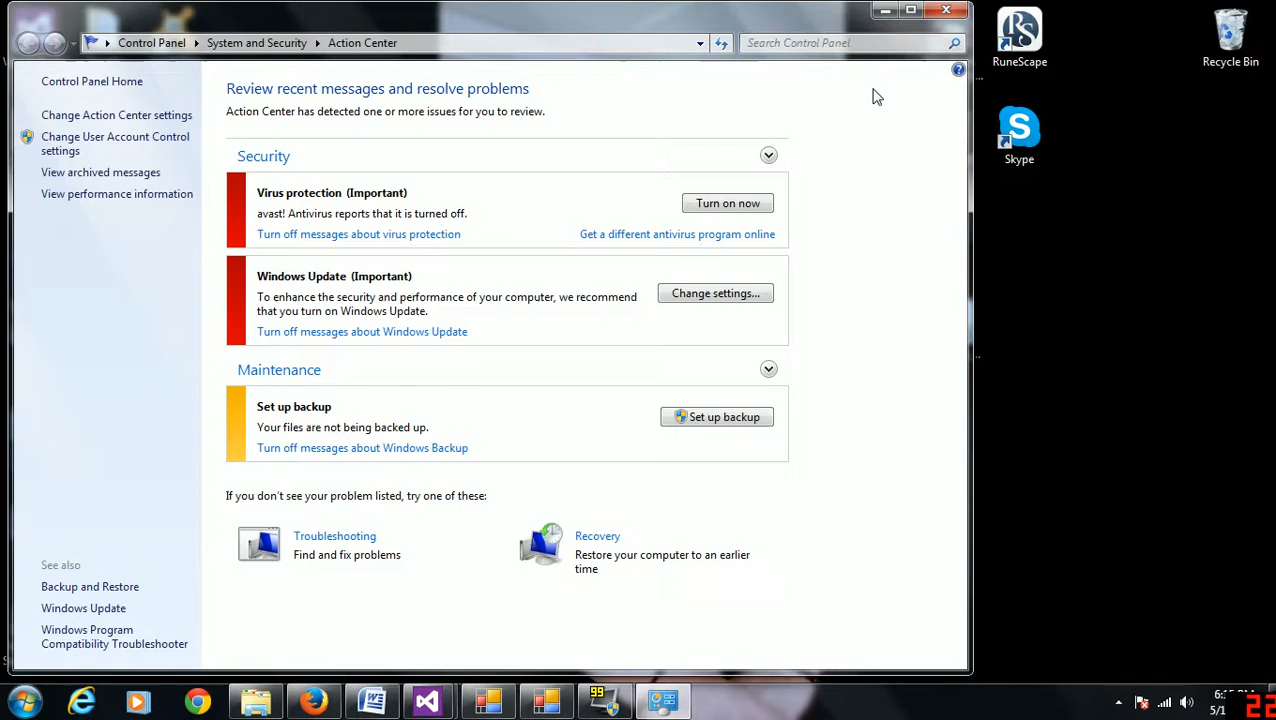 Control Panel
System and Security
Action Center
Search Control Panel
RuneScape
Recycle Bin
Skype
Control Panel Home
Change Action Center settings
Change User Account Control
settings
View archived messages
View performance information
Review recent messages and resolve problems
Action Center has detected one or more issues for you to review.
Security
Virus protection (Important)
Turn on now
avast! Antivirus reports that it is turned off.
Turn off messages about virus protection
Get a different antivirus program online
Windows Update (Important)
To enhance the security and performance of your computer, we recommend
that you turn on Windows Update.
Change settings...
Turn off messages about Windows Update
Maintenance
Set up backup
Your files are not being backed up.
Set up backup
Turn off messages about Windows Backup
If you don't see your problem listed, try one of these:
Troubleshooting
Find and fix problems
Recovery
Restore your computer to an earlier
time
See also
Backup and Restore
Windows Update
Windows Program
Compatibility Troubleshooter
99
22